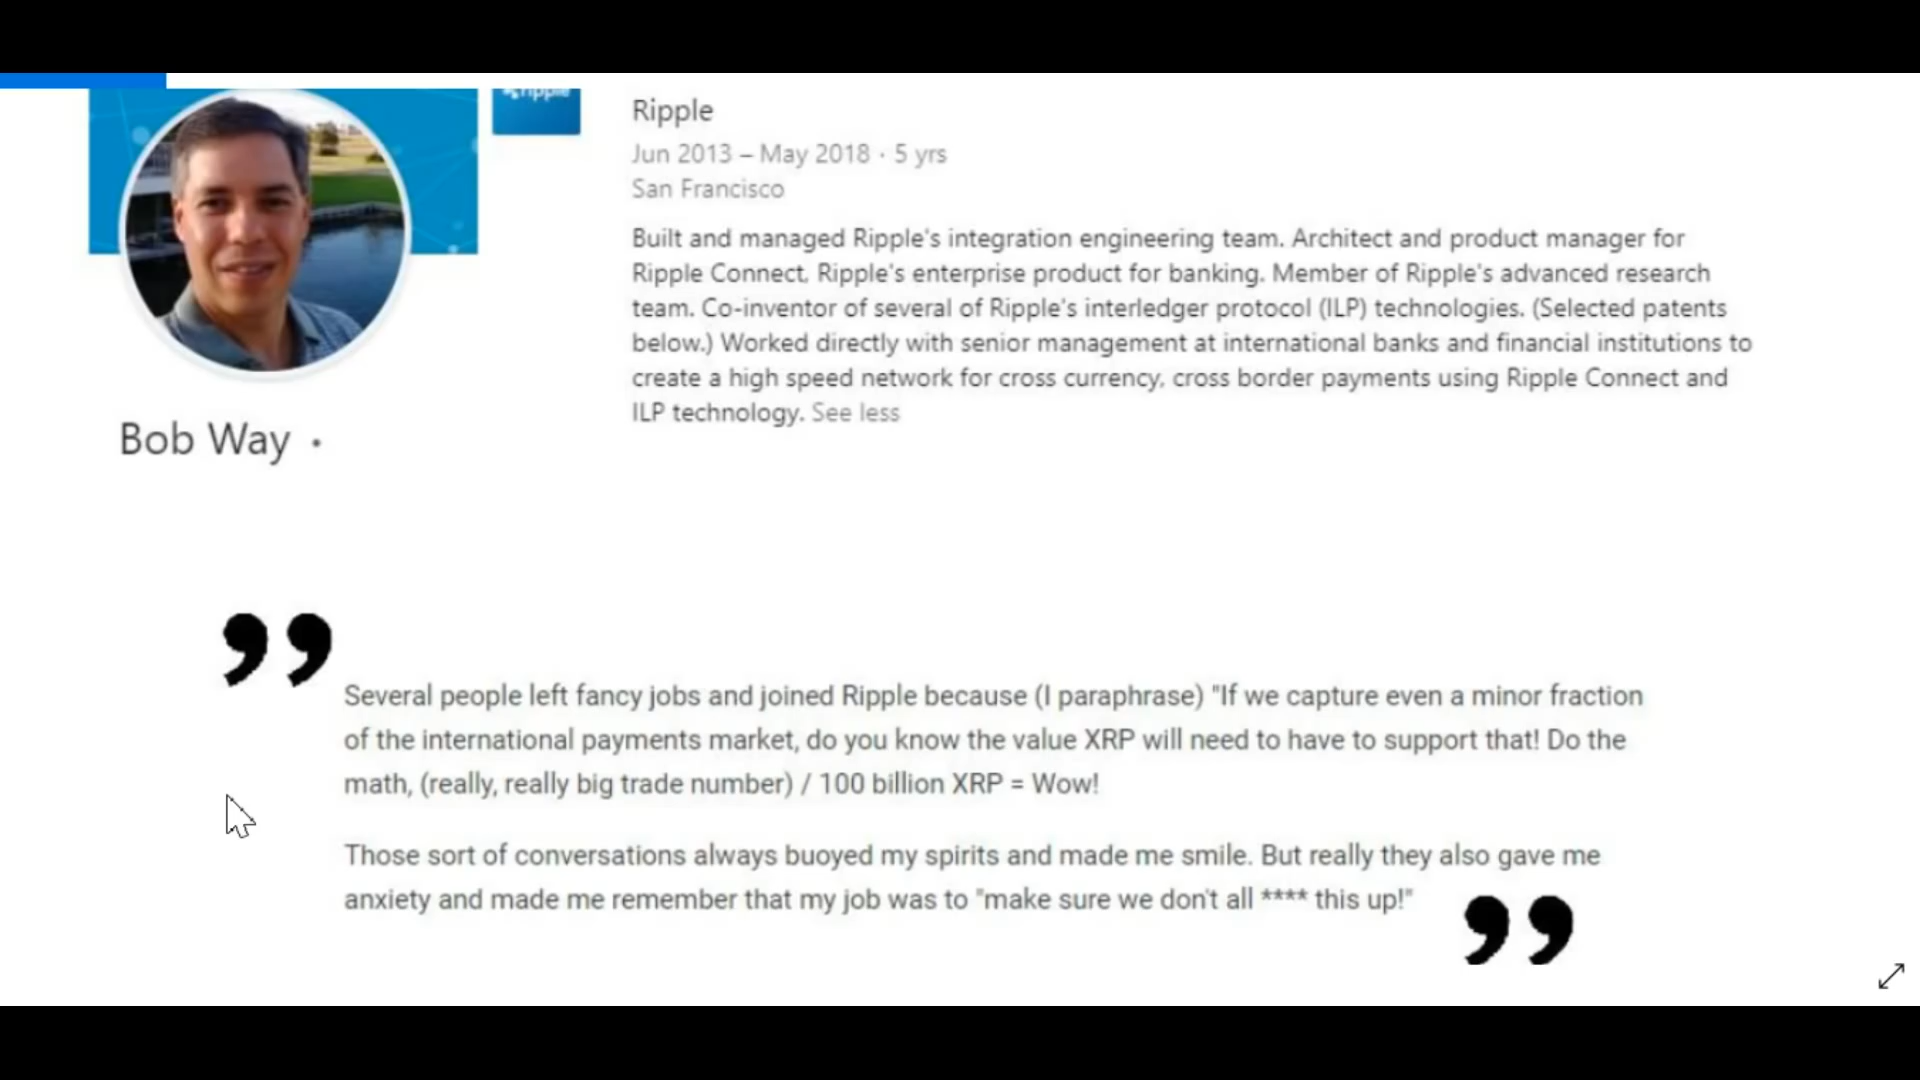 ripple
Ripple
Jun 2013 – May 2018 · 5 yrs
San Francisco
Built and managed Ripple's integration engineering team. Architect and product manager for
Ripple Connect, Ripple's enterprise product for banking. Member of Ripple's advanced research
team. Co-inventor of several of Ripple's interledger protocol (ILP) technologies. (Selected patents
below.) Worked directly with senior management at international banks and financial institutions to
create a high speed network for cross currency, cross border payments using Ripple Connect and
ILP technology. See less
Bob Way ·
”
Several people left fancy jobs and joined Ripple because (I paraphrase) "If we capture even a minor fraction
of the international payments market, do you know the value XRP will need to have to support that! Do the
math, (really, really big trade number) / 100 billion XRP = Wow!
Those sort of conversations always buoyed my spirits and made me smile. But really they also gave me
anxiety and made me remember that my job was to "make sure we don't all **** this up!"
”